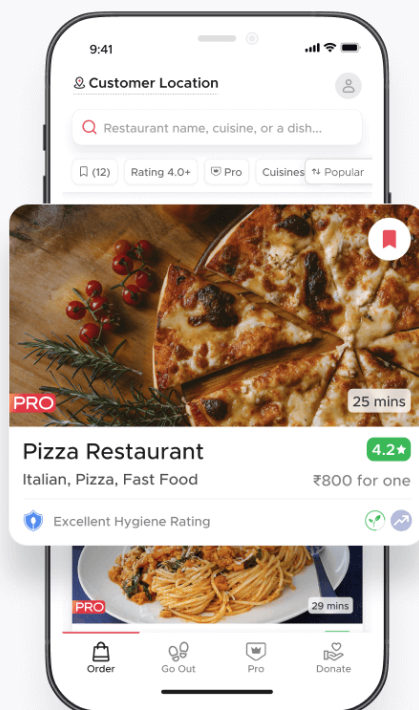 9:41
Customer Location
Restaurant name, cuisine, or a dish...
(12) Rating 4.0+ Pro Cuisines Popular
PRO
25 mins
Pizza Restaurant
4.2★
Italian, Pizza, Fast Food
₹800 for one
Excellent Hygiene Rating
PRO
29 mins
Order Go Out Pro Donate